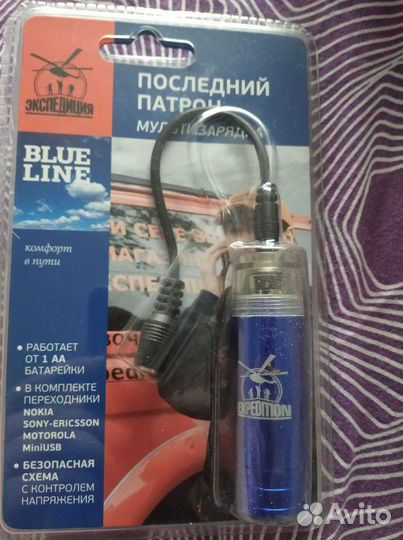 ЭКСПЕДИЦИЯ
ПОСЛЕДНИЙ
ПАТРОН
МУЛЬТИЗАРЯДКА
BLUE
LINE
комфорт
в пути
• РАБОТАЕТ
ОТ 1 АА
БАТАРЕЙКИ
• В КОМПЛЕКТЕ
ПЕРЕХОДНИКИ
NOKIA
SONY-ERICSSON
MOTOROLA
MiniUSB
• БЕЗОПАСНАЯ
СХЕМА
С КОНТРОЛЕМ
НАПРЯЖЕНИЯ
EXPEDITION
Avito